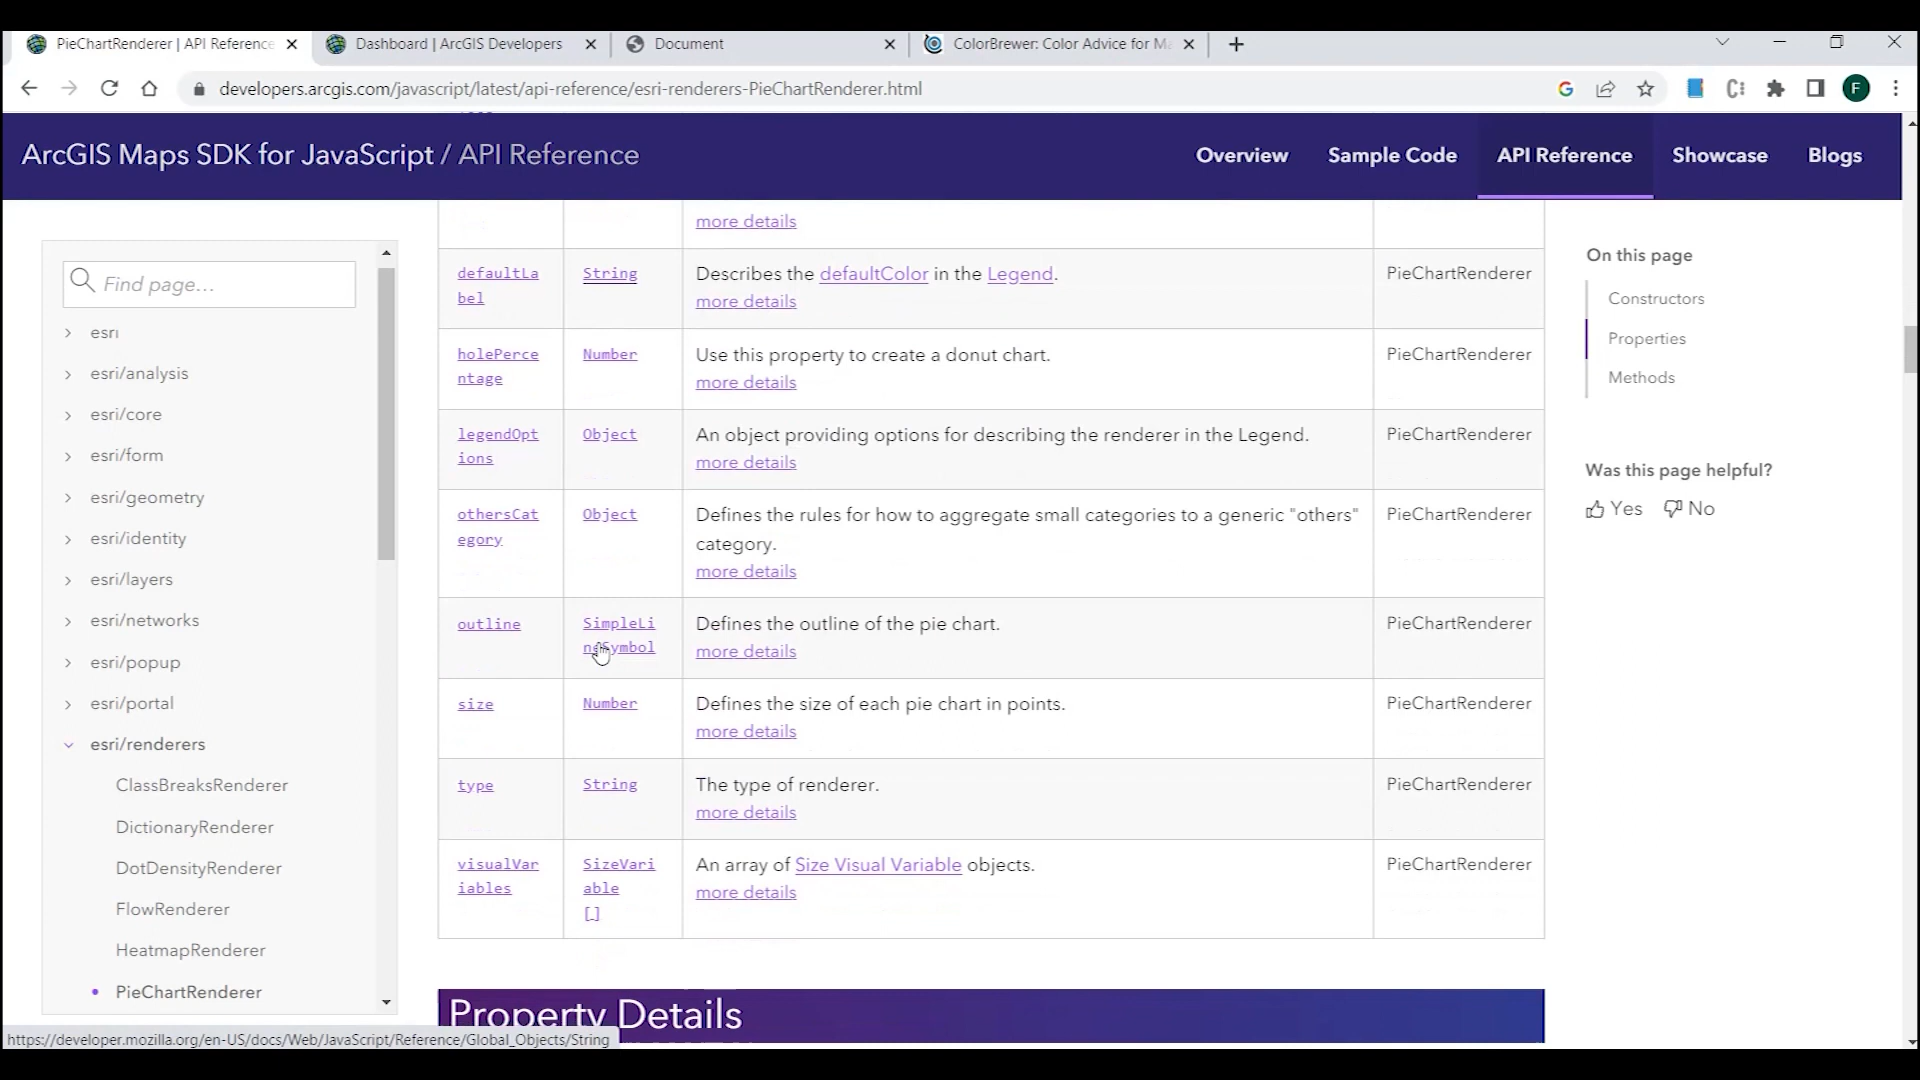 PieChartRenderer | API Reference
Dashboard | ArcGIS Developers
Document
ColorBrewer: Color Advice for Ma
developers.arcgis.com/javascript/latest/api-reference/esri-renderers-PieChartRenderer.html
F
ArcGIS Maps SDK for JavaScript / API Reference
Overview
Sample Code
API Reference
Showcase
Blogs
Find page...
esri
esri/analysis
esri/core
esri/form
esri/geometry
esri/identity
esri/layers
esri/networks
esri/popup
esri/portal
esri/renderers
ClassBreaksRenderer
DictionaryRenderer
DotDensityRenderer
FlowRenderer
HeatmapRenderer
PieChartRenderer
more details
defaultLa
bel
String
Describes the defaultColor in the Legend.
more details
PieChartRenderer
holePerce
ntage
Number
Use this property to create a donut chart.
more details
PieChartRenderer
legendOpt
ions
Object
An object providing options for describing the renderer in the Legend.
more details
PieChartRenderer
othersCat
egory
Object
Defines the rules for how to aggregate small categories to a generic "others"
category.
more details
PieChartRenderer
outline
SimpleLi
neSymbol
Defines the outline of the pie chart.
more details
PieChartRenderer
size
Number
Defines the size of each pie chart in points.
more details
PieChartRenderer
type
String
The type of renderer.
more details
PieChartRenderer
visualVar
iables
SizeVari
able
[]
An array of Size Visual Variable objects.
more details
PieChartRenderer
Property Details
On this page
Constructors
Properties
Methods
Was this page helpful?
Yes
No
https://developer.mozilla.org/en-US/docs/Web/JavaScript/Reference/Global_Objects/String